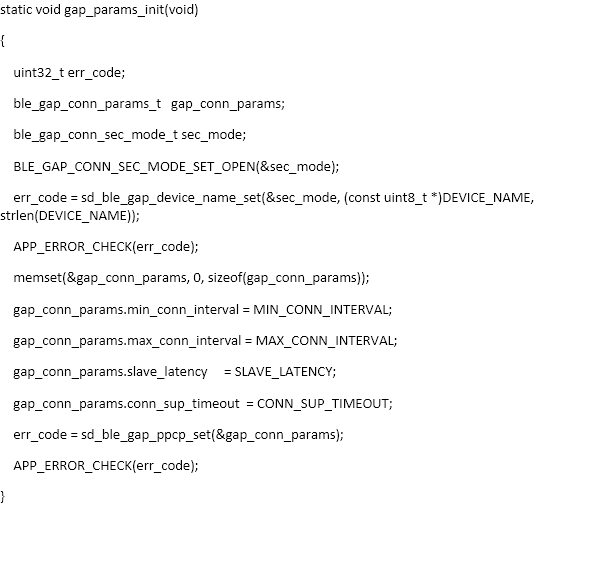 static void gap_params_init(void)
{
uint32_t err_code;
ble_gap_conn_params_t   gap_conn_params;
ble_gap_conn_sec_mode_t sec_mode;
BLE_GAP_CONN_SEC_MODE_SET_OPEN(&sec_mode);
err_code = sd_ble_gap_device_name_set(&sec_mode, (const uint8_t *)DEVICE_NAME,
strlen(DEVICE_NAME));
APP_ERROR_CHECK(err_code);
memset(&gap_conn_params, 0, sizeof(gap_conn_params));
gap_conn_params.min_conn_interval = MIN_CONN_INTERVAL;
gap_conn_params.max_conn_interval = MAX_CONN_INTERVAL;
gap_conn_params.slave_latency     = SLAVE_LATENCY;
gap_conn_params.conn_sup_timeout  = CONN_SUP_TIMEOUT;
err_code = sd_ble_gap_ppcp_set(&gap_conn_params);
APP_ERROR_CHECK(err_code);
}